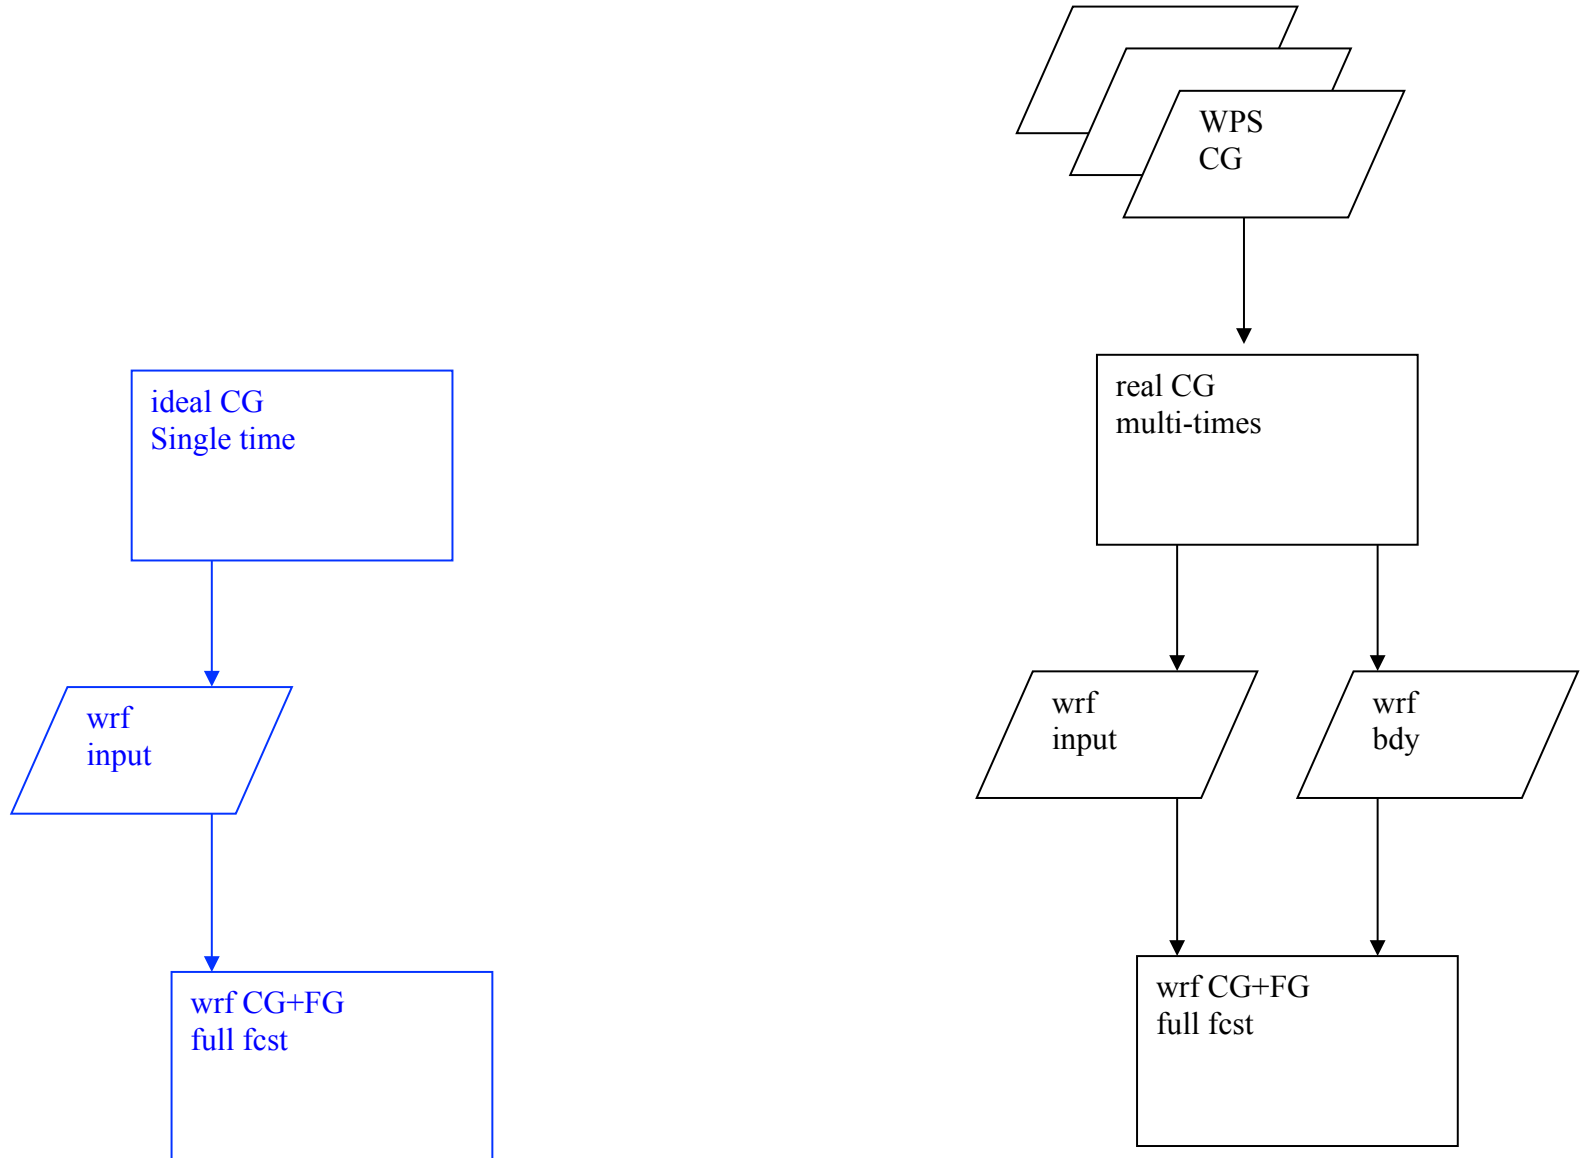 WPS
CG
ideal CG
Single time
real CG
multi-times
wrf
input
wrf
input
wrf
bdy
wrf CG+FG
full fcst
wrf CG+FG
full fcst